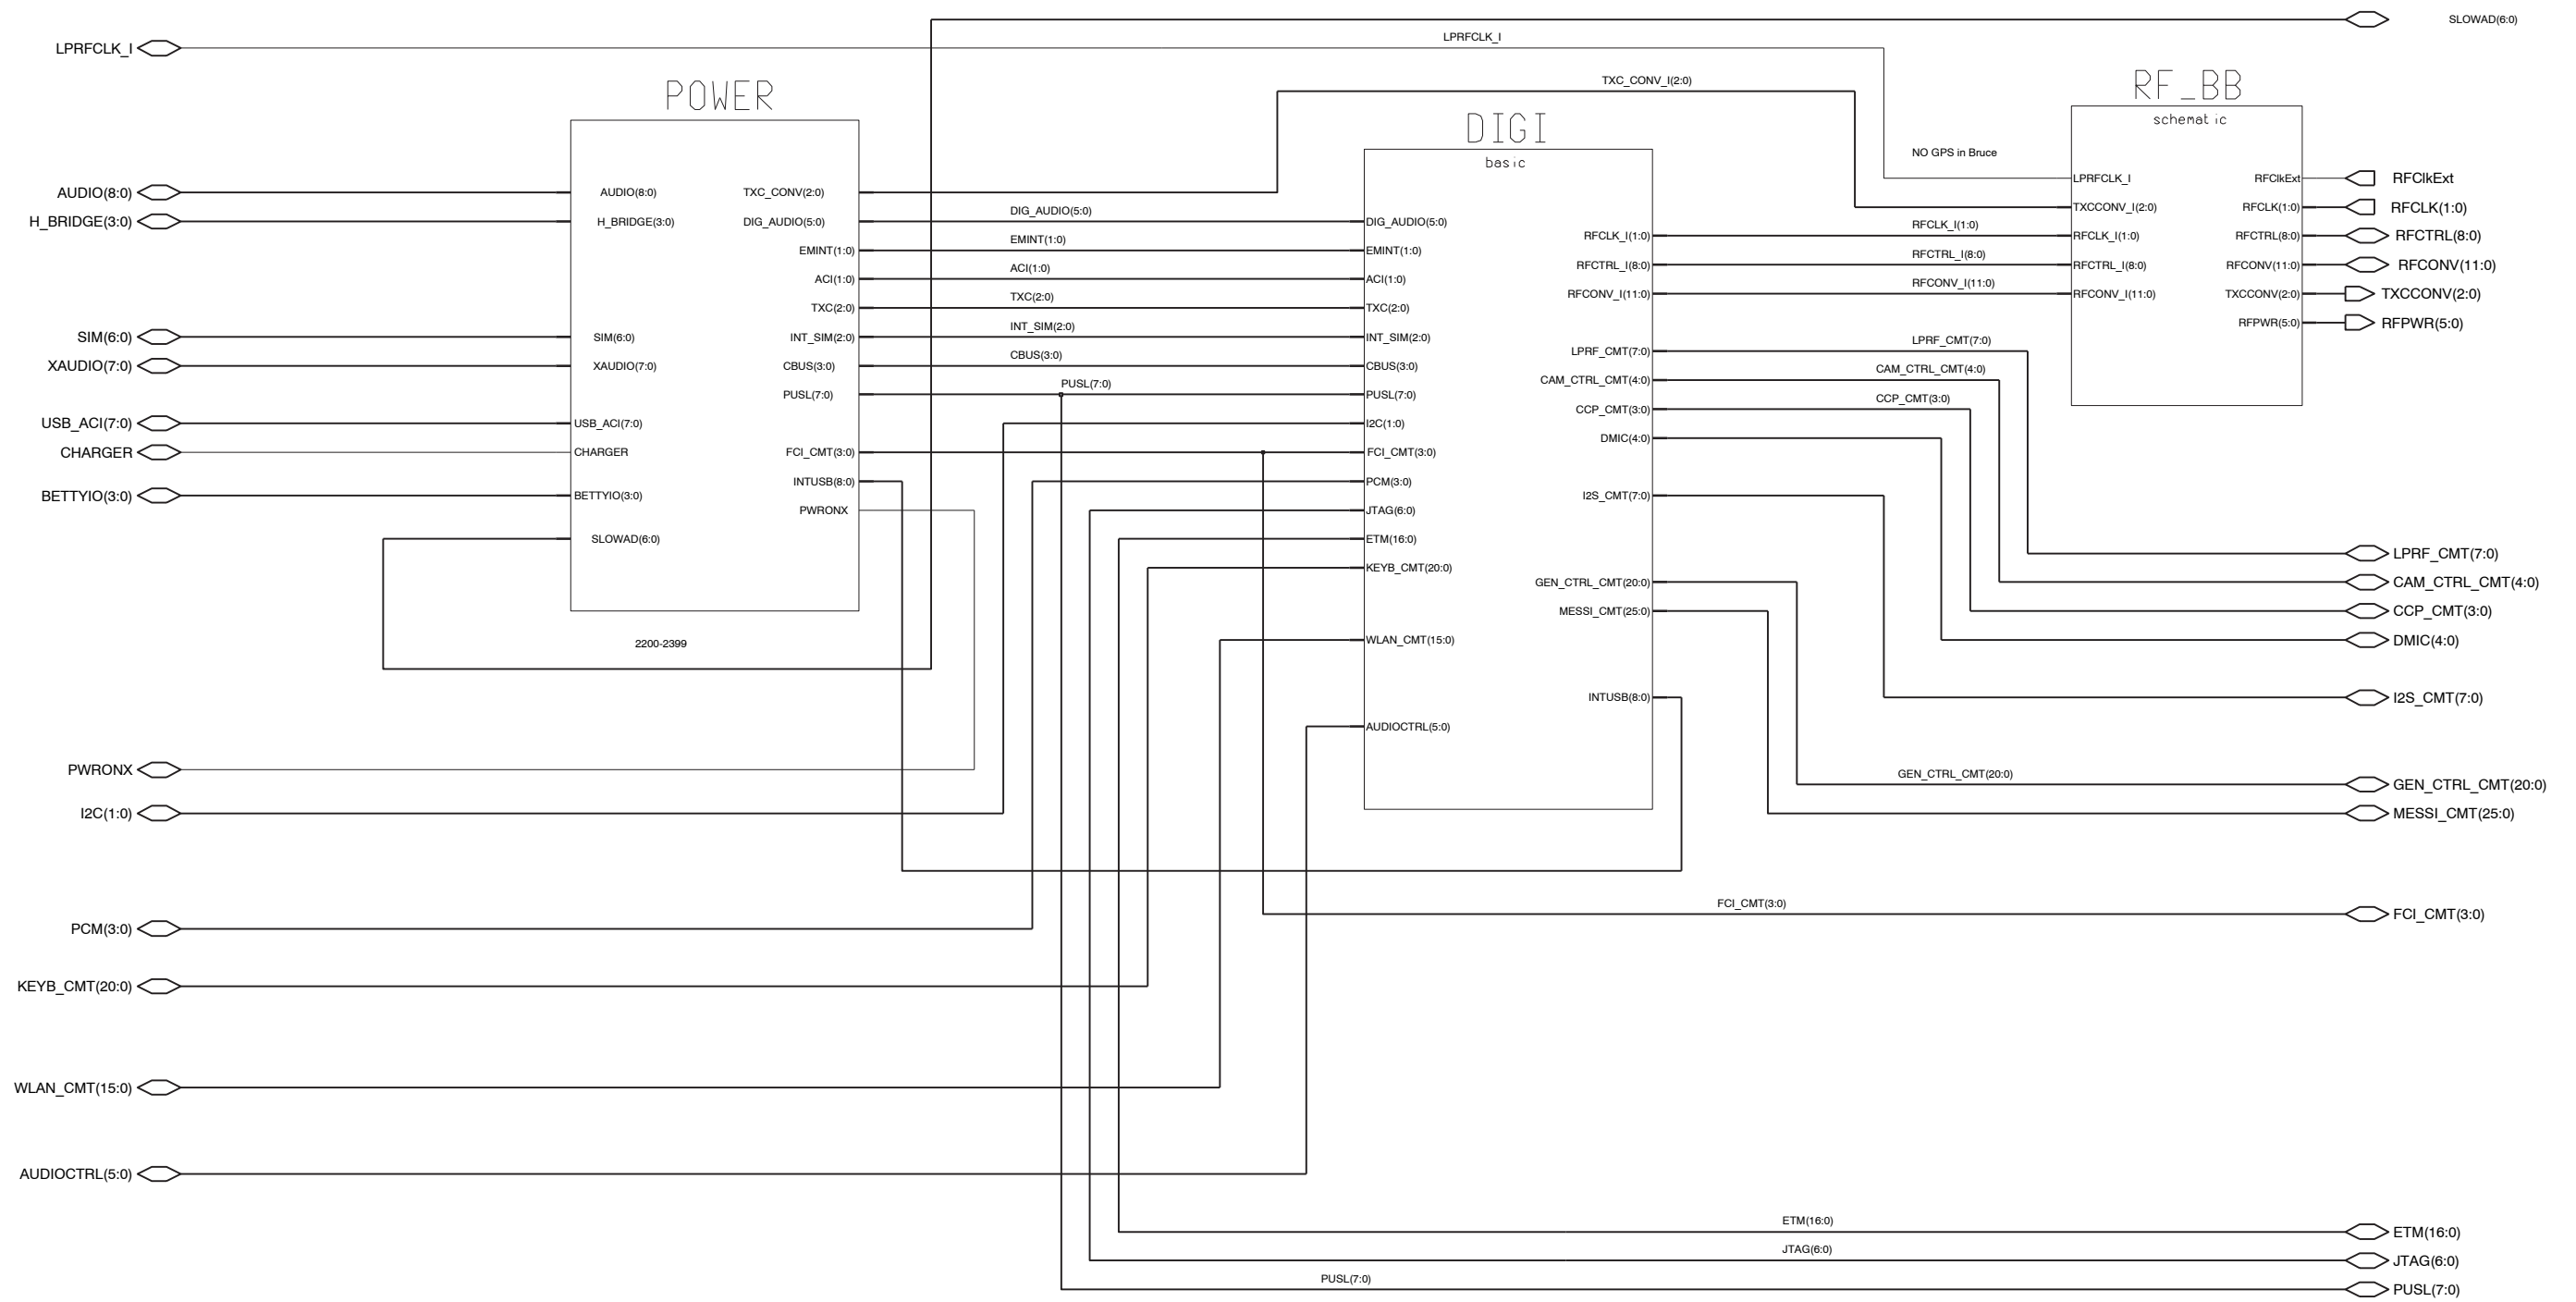 SLOWAD(6:0)
LPRFCLK_I
LPRFCLK_I
POWER
TXC_CONV_I(2:0)
RF_BB
schematic
DIGI
basic
NO GPS in Bruce
AUDIO(8:0)
H_BRIDGE(3:0)
SIM(6:0)
XAUDIO(7:0)
USB_ACI(7:0)
CHARGER
BETTYIO(3:0)
PWRONX
I2C(1:0)
PCM(3:0)
KEYB_CMT(20:0)
WLAN_CMT(15:0)
AUDIOCTRL(5:0)
AUDIO(8:0)
H_BRIDGE(3:0)
SIM(6:0)
XAUDIO(7:0)
USB_ACI(7:0)
CHARGER
BETTYIO(3:0)
SLOWAD(6:0)
TXC_CONV(2:0)
DIG_AUDIO(5:0)
EMINT(1:0)
ACI(1:0)
TXC(2:0)
INT_SIM(2:0)
CBUS(3:0)
PUSL(7:0)
FCI_CMT(3:0)
INTUSB(8:0)
PWRONX
2200-2399
DIG_AUDIO(5:0)
EMINT(1:0)
ACI(1:0)
TXC(2:0)
INT_SIM(2:0)
CBUS(3:0)
PUSL(7:0)
DIG_AUDIO(5:0)
EMINT(1:0)
ACI(1:0)
TXC(2:0)
INT_SIM(2:0)
CBUS(3:0)
PUSL(7:0)
I2C(1:0)
FCI_CMT(3:0)
PCM(3:0)
JTAG(6:0)
ETM(16:0)
KEYB_CMT(20:0)
WLAN_CMT(15:0)
AUDIOCTRL(5:0)
RFCLK_I(1:0)
RFCTRL_I(8:0)
RFCONV_I(11:0)
LPRF_CMT(7:0)
CAM_CTRL_CMT(4:0)
CCP_CMT(3:0)
DMIC(4:0)
I2S_CMT(7:0)
GEN_CTRL_CMT(20:0)
MESSI_CMT(25:0)
INTUSB(8:0)
RFCLK_I(1:0)
RFCTRL_I(8:0)
RFCONV_I(11:0)
LPRF_CMT(7:0)
CAM_CTRL_CMT(4:0)
CCP_CMT(3:0)
GEN_CTRL_CMT(20:0)
FCI_CMT(3:0)
ETM(16:0)
JTAG(6:0)
PUSL(7:0)
LPRFCLK_I
TXCCONV_I(2:0)
RFCLK_I(1:0)
RFCTRL_I(8:0)
RFCONV_I(11:0)
RFClkExt
RFCLK(1:0)
RFCTRL(8:0)
RFCONV(11:0)
TXCCONV(2:0)
RFPWR(5:0)
RFClkExt
RFCLK(1:0)
RFCTRL(8:0)
RFCONV(11:0)
TXCCONV(2:0)
RFPWR(5:0)
LPRF_CMT(7:0)
CAM_CTRL_CMT(4:0)
CCP_CMT(3:0)
DMIC(4:0)
I2S_CMT(7:0)
GEN_CTRL_CMT(20:0)
MESSI_CMT(25:0)
FCI_CMT(3:0)
ETM(16:0)
JTAG(6:0)
PUSL(7:0)